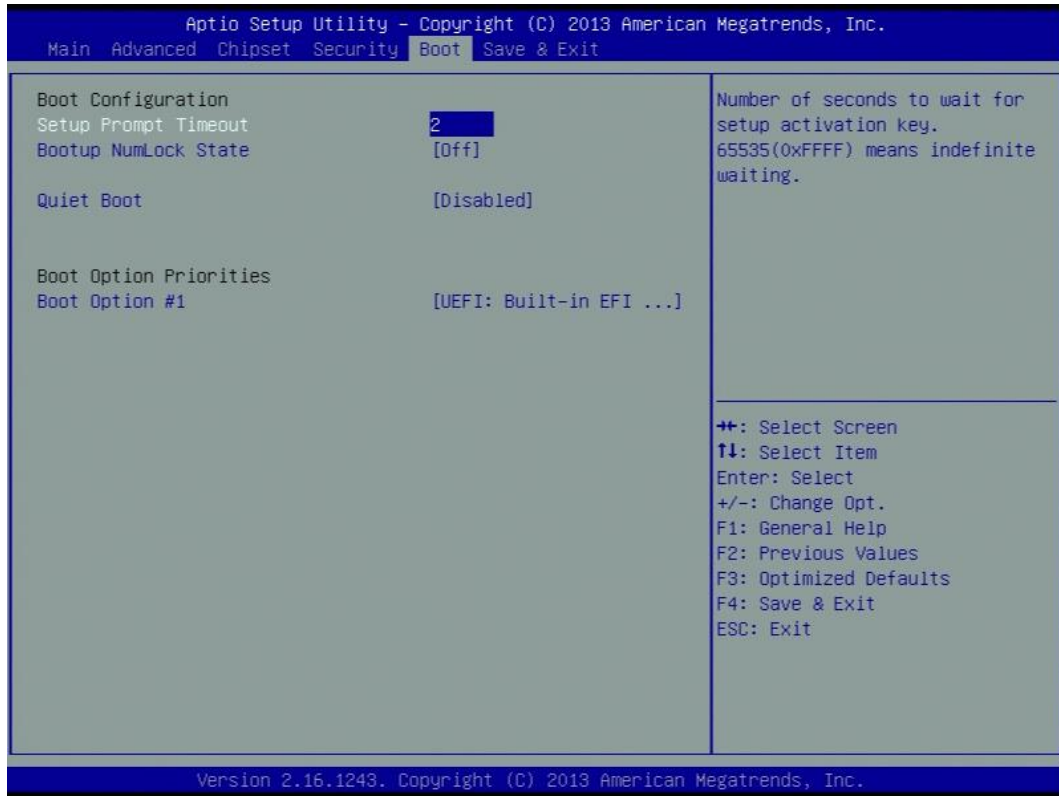 Aptio Setup Utility – Copyright (C) 2013 American Megatrends, Inc.
Main Advanced Chipset Security Boot Save & Exit
Boot Configuration
Setup Prompt Timeout 2
Bootup NumLock State [Off]
Quiet Boot [Disabled]
Boot Option Priorities
Boot Option #1 [UEFI: Built-in EFI ...]
Number of seconds to wait for
setup activation key.
65535(0xFFFF) means indefinite
waiting.
→←: Select Screen
↑↓: Select Item
Enter: Select
+/-: Change Opt.
F1: General Help
F2: Previous Values
F3: Optimized Defaults
F4: Save & Exit
ESC: Exit
Version 2.16.1243. Copyright (C) 2013 American Megatrends, Inc.